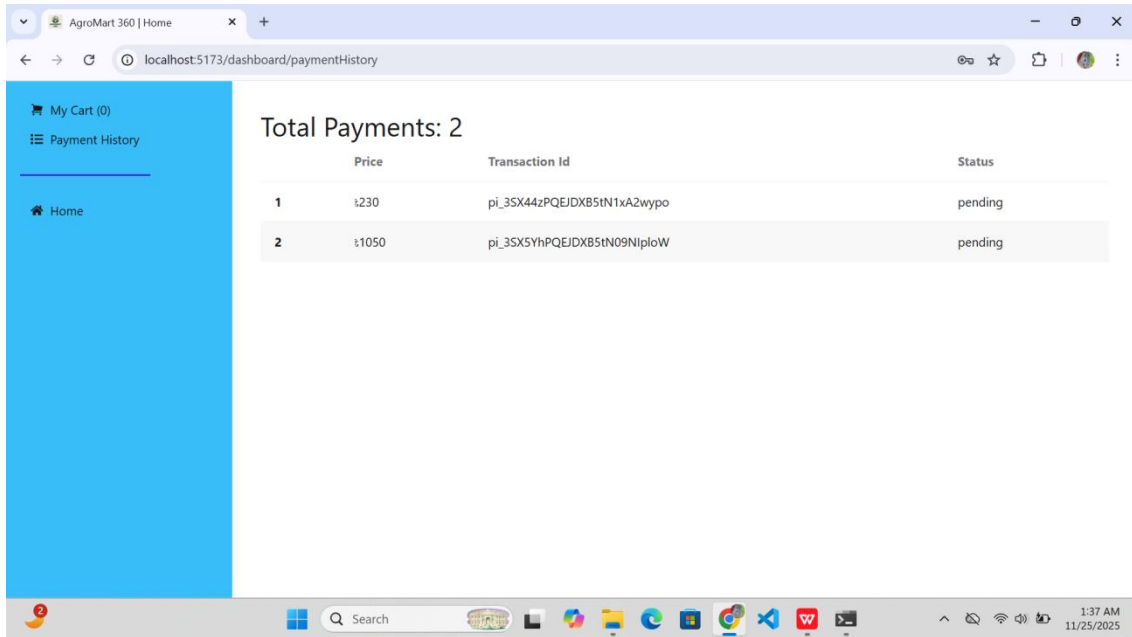 AgroMart 360 | Home
localhost:5173/dashboard/paymentHistory
My Cart (0)
Payment History
Home
Total Payments: 2
Price Transaction Id Status
1 ৳230 pi_3SX44zPQEJDXB5tN1xA2wypo pending
2 ৳1050 pi_3SX5YhPQEJDXB5tN09NIploW pending
2
Search
W
1:37 AM
11/25/2025